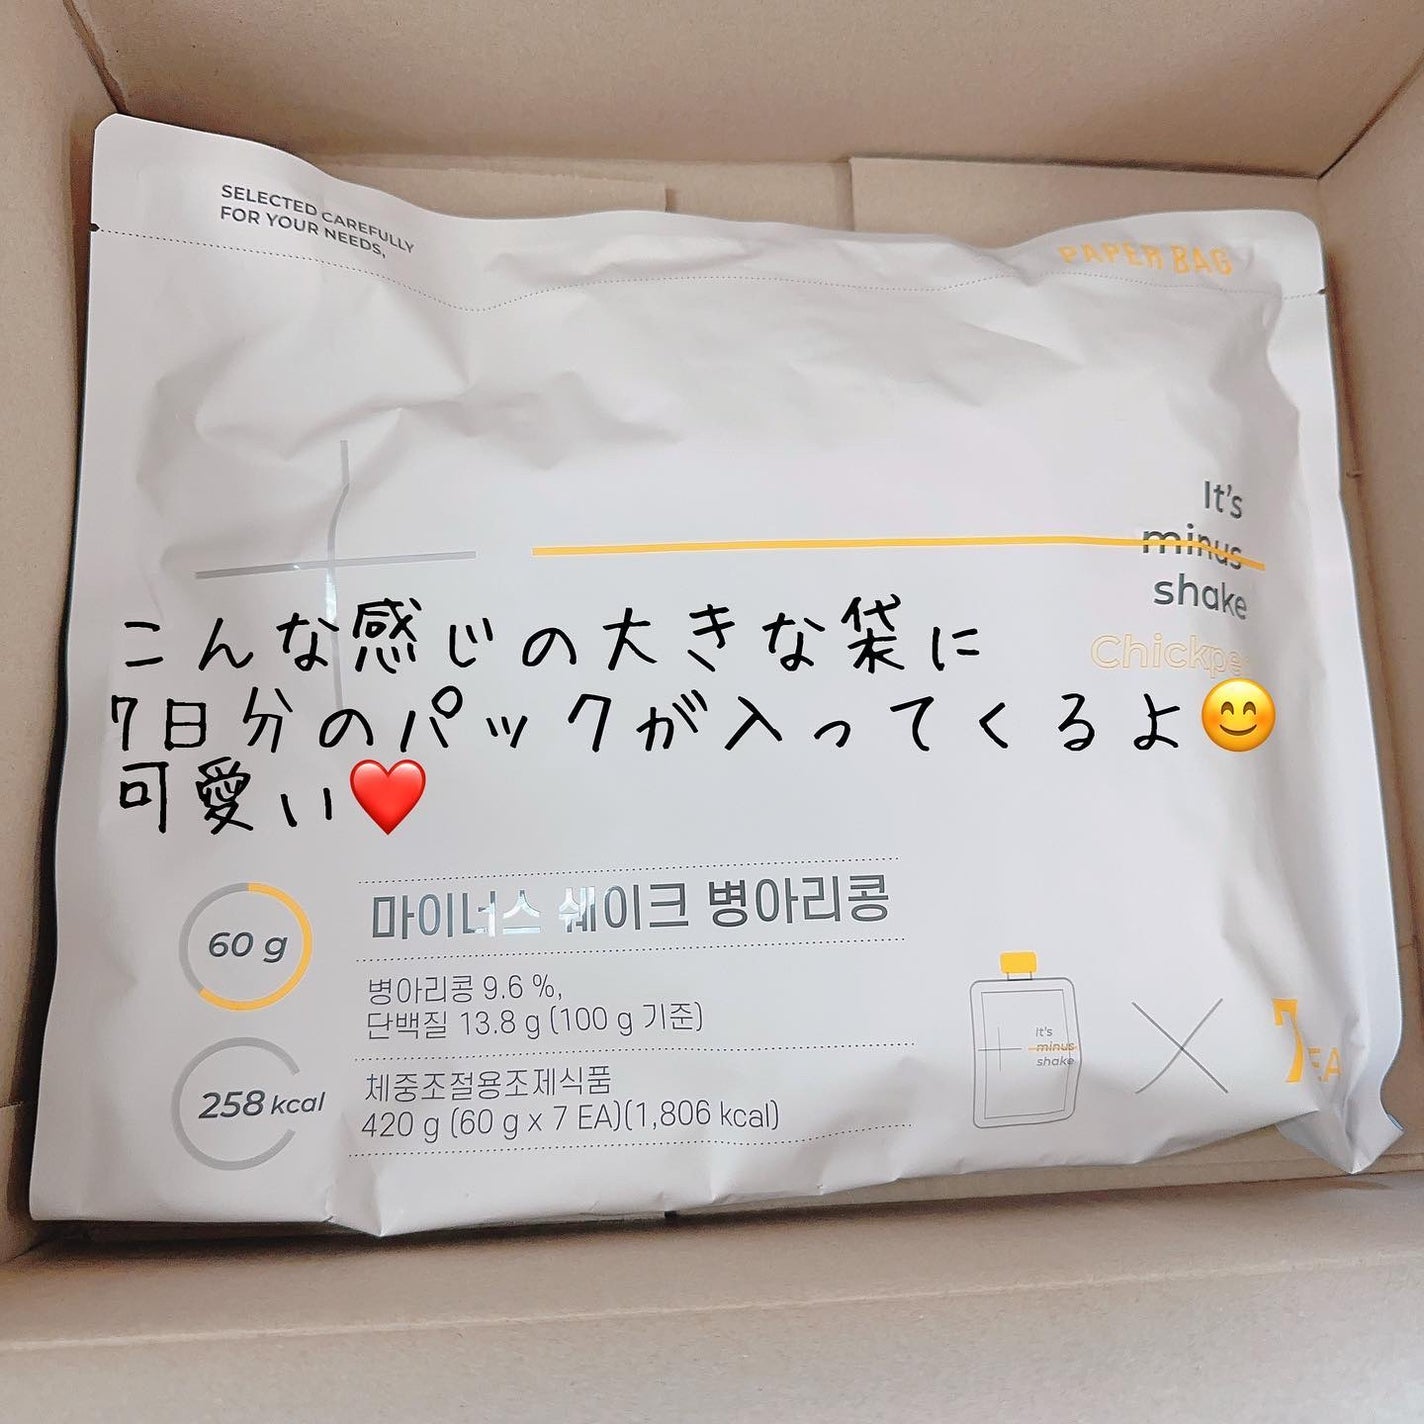 SELECTED CAREFULLY
FOR YOUR NEEDS,
PAPER BAG
It's
minus
shake
こんな感じの大きな袋に
7日分のパックが入ってくるよ😊
可愛い❤️
60 g
마이너스 쉐이크 병아리콩
병아리콩 9.6 %,
단백질 13.8 g (100 g 기준)
258 kcal
체중조절용조제식품
420 g (60 g x 7 EA)(1,806 kcal)
It's
minus
shake
7EA